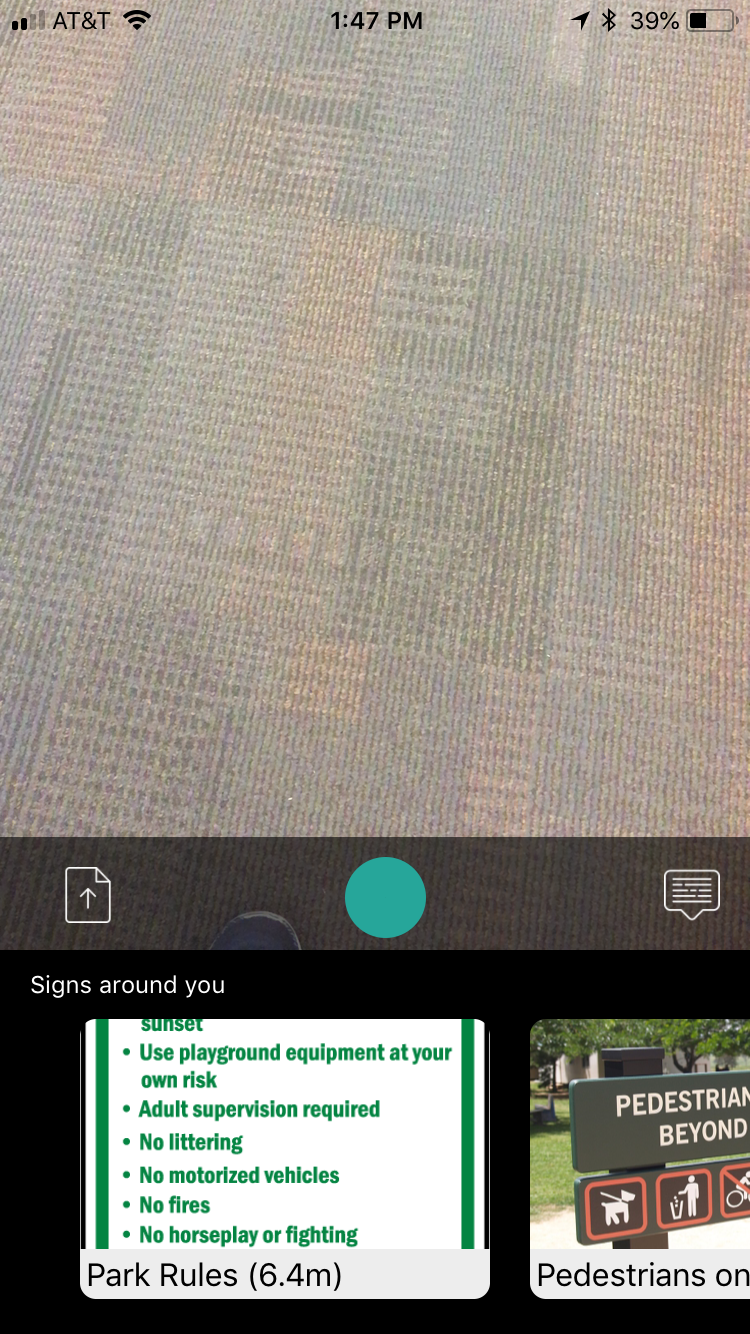 AT&T 1:47 PM 39%
Signs around you
sunset
• Use playground equipment at your
own risk
• Adult supervision required
• No littering
• No motorized vehicles
• No fires
• No horseplay or fighting
Park Rules (6.4m)
PEDESTRIAN
BEYOND
Pedestrians on